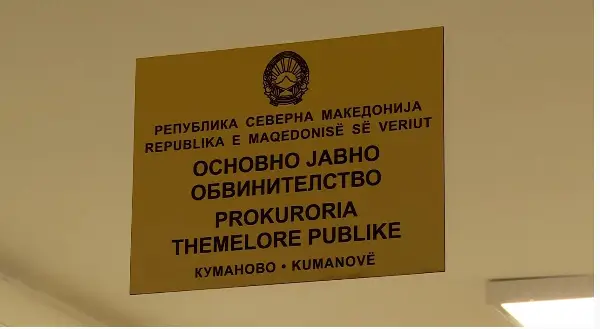 РЕПУБЛИКА СЕВЕРНА МАКЕДОНИЈА
REPUBLIKA E MAQEDONISË SË VERIUT
ОСНОВНО ЈАВНО
ОБВИНИТЕЛСТВО
PROKURORIA
THEMELORE PUBLIKE
КУМАНОВО • KUMANOVË